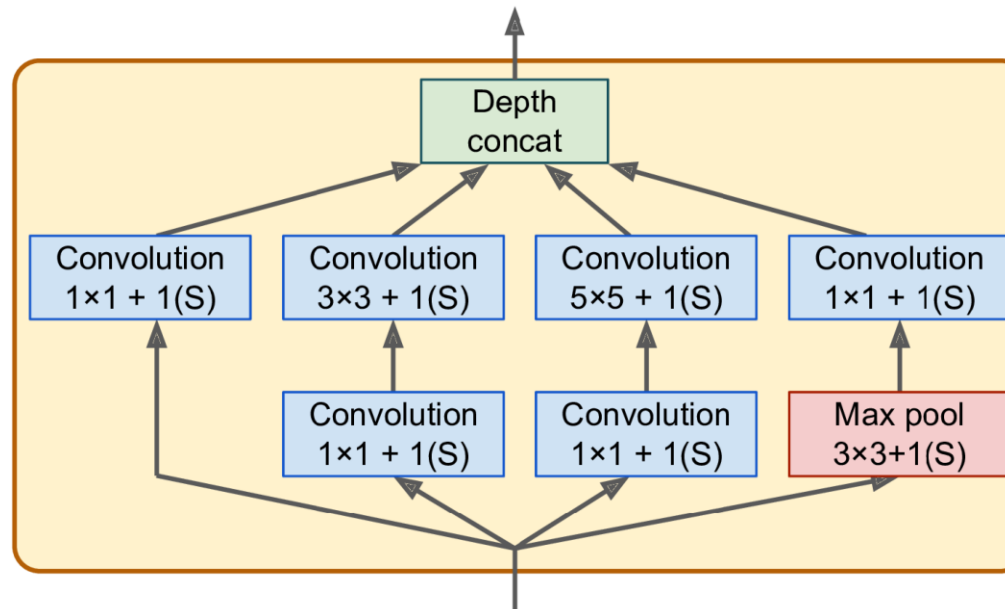 Depth
concat
Convolution
1×1 + 1(S)
Convolution
3×3 + 1(S)
Convolution
5×5 + 1(S)
Convolution
1×1 + 1(S)
Convolution
1×1 + 1(S)
Convolution
1×1 + 1(S)
Max pool
3×3+1(S)